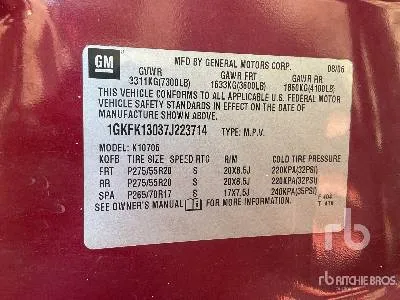 GM
MFD BY GENERAL MOTORS CORP. 08/06
GVWR GAWR FRT GAWR RR
3311KG(7300LB) 1633KG(3600LB) 1860KG(4100LB)
THIS VEHICLE CONFORMS TO ALL APPLICABLE U.S. FEDERAL MOTOR
VEHICLE SAFETY STANDARDS IN EFFECT ON THE DATE OF
MANUFACTURE SHOWN ABOVE.
1GKFK13037J223714 TYPE: M.P.V.
MODEL: K10706
KQFB TIRE SIZE SPEED RTG R/M COLD TIRE PRESSURE
FRT P275/55R20 S 20X8.5J 220KPA(32PSI)
RR P275/55R20 S 20X8.5J 220KPA(32PSI)
SPA P265/70R17 S 17X7.5J 240KPA(35PSI)
SEE OWNER'S MANUAL FOR MORE INFORMATION.
rb
rb RITCHIE BROS